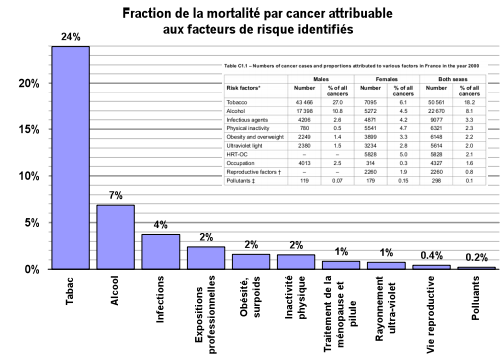 Fraction de la mortalité par cancer attribuable
aux facteurs de risque identifiés
24%
Table C1.1 – Numbers of cancer cases and proportions attributed to various factors in France in the year 2000
Males Females Both sexes
Risk factors* Number % of all cancers Number % of all cancers Number % of all cancers
Tobacco 43 466 27.0 7095 6.1 50 561 18.2
Alcohol 17 398 10.8 5272 4.5 22 670 8.1
Infectious agents 4206 2.6 4871 4.2 9077 3.3
Physical inactivity 780 0.5 5541 4.7 6321 2.3
Obesity and overweight 2249 1.4 3899 3.3 6148 2.2
Ultraviolet light 2380 1.5 3234 2.8 5614 2.0
HRT-OC – – 5828 5.0 5828 2.1
Occupation 4013 2.5 314 0.3 4327 1.6
Reproductive factors † – – 2260 1.9 2260 0.8
Pollutants ‡ 119 0.07 179 0.15 298 0.1
20%
15%
10%
5%
0%
7%
4%
2%
2%
2%
1%
1%
0.4%
0.2%
Tabac
Alcool
Infections
Expositions
professionnelles
Obésité,
surpoids
Inactivité
physique
Traitement de la
ménopause et
pilule
Rayonnement
ultra-violet
Vie reproductive
Polluants